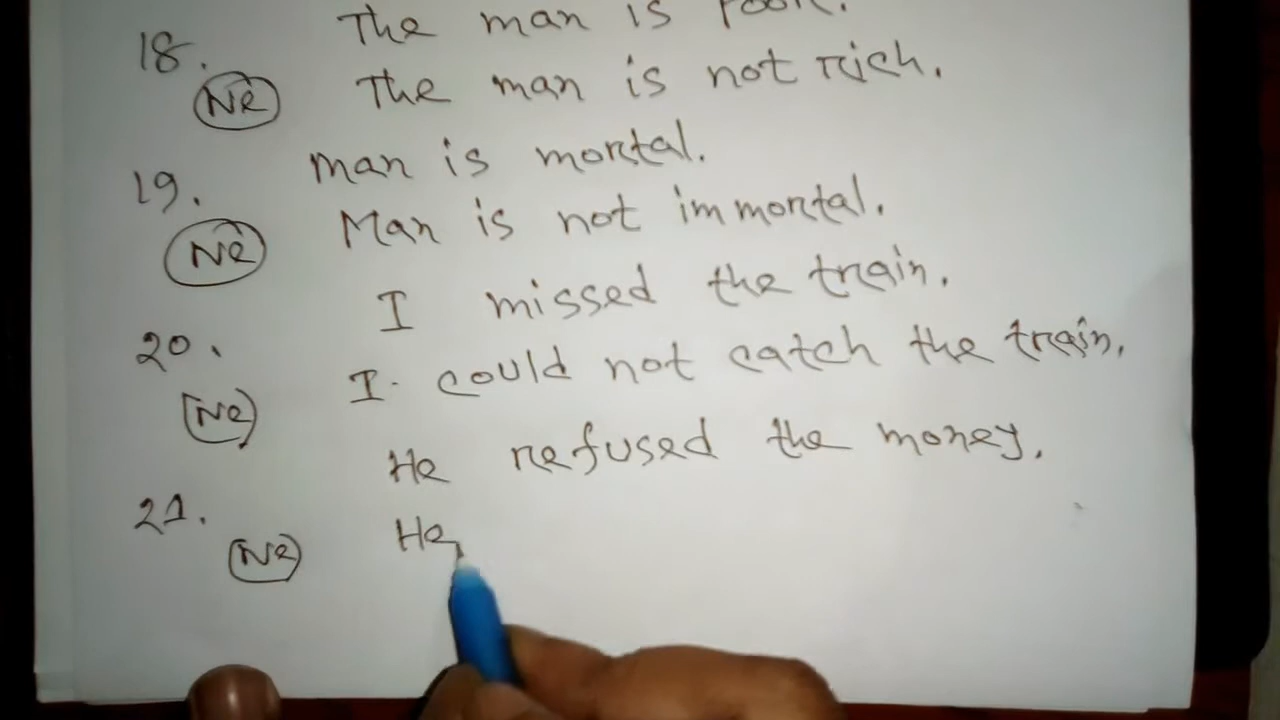 18. The man is poor.
(Ne) The man is not rich.
19. Man is mortal.
(Ne) Man is not immortal.
20. I missed the train.
(Ne) I could not catch the train.
21. He refused the money.
(Ne) He